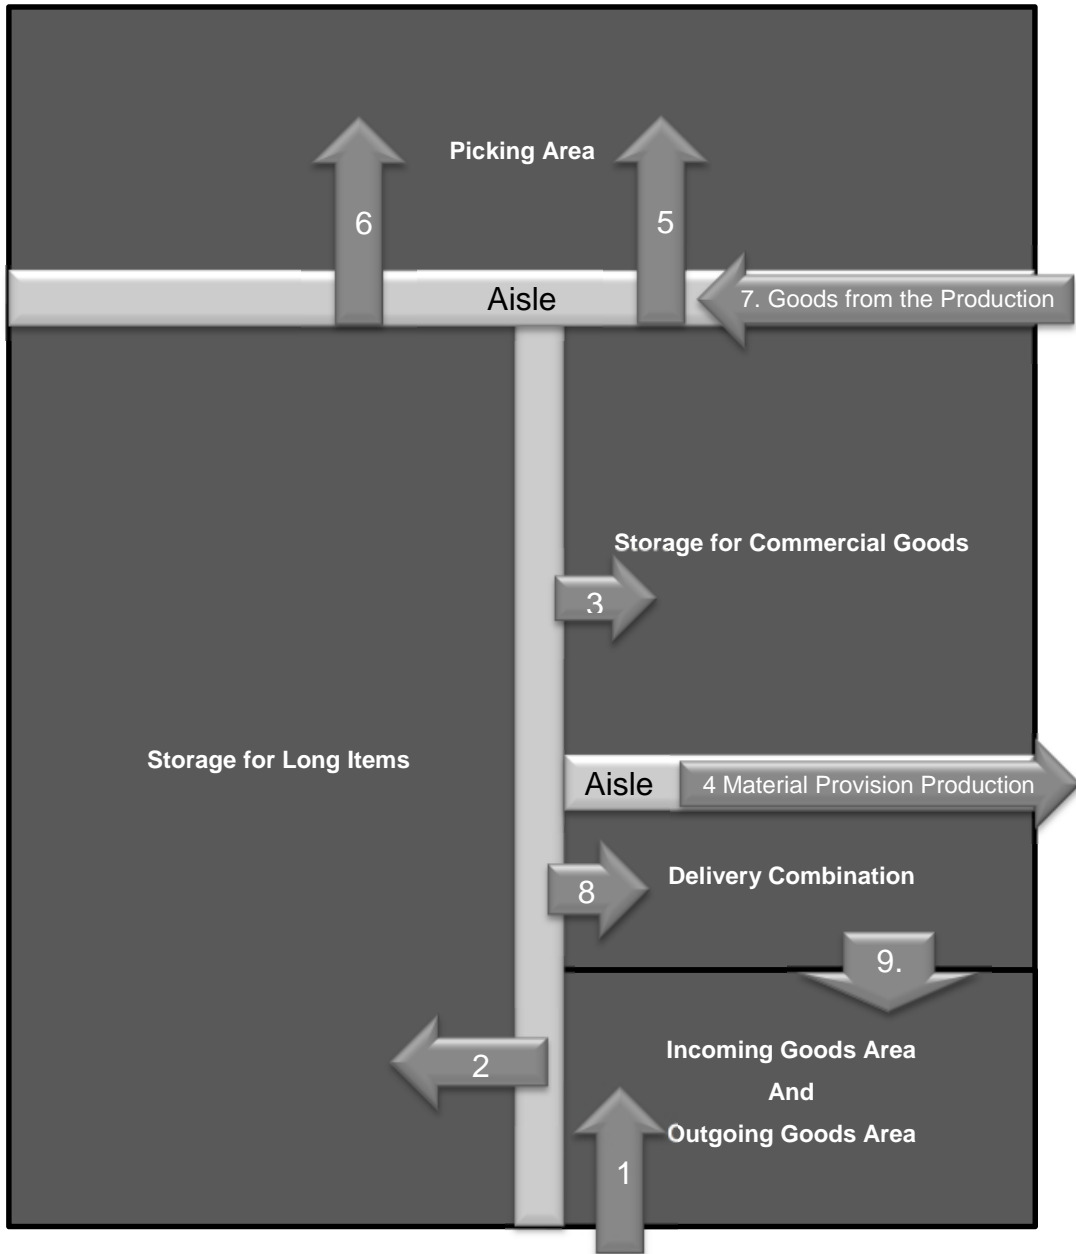 Picking Area
6
5
Aisle
7. Goods from the Production
Storage for Commercial Goods
3
Storage for Long Items
Aisle
4 Material Provision Production
Delivery Combination
8
9.
Incoming Goods Area
And
Outgoing Goods Area
2
1